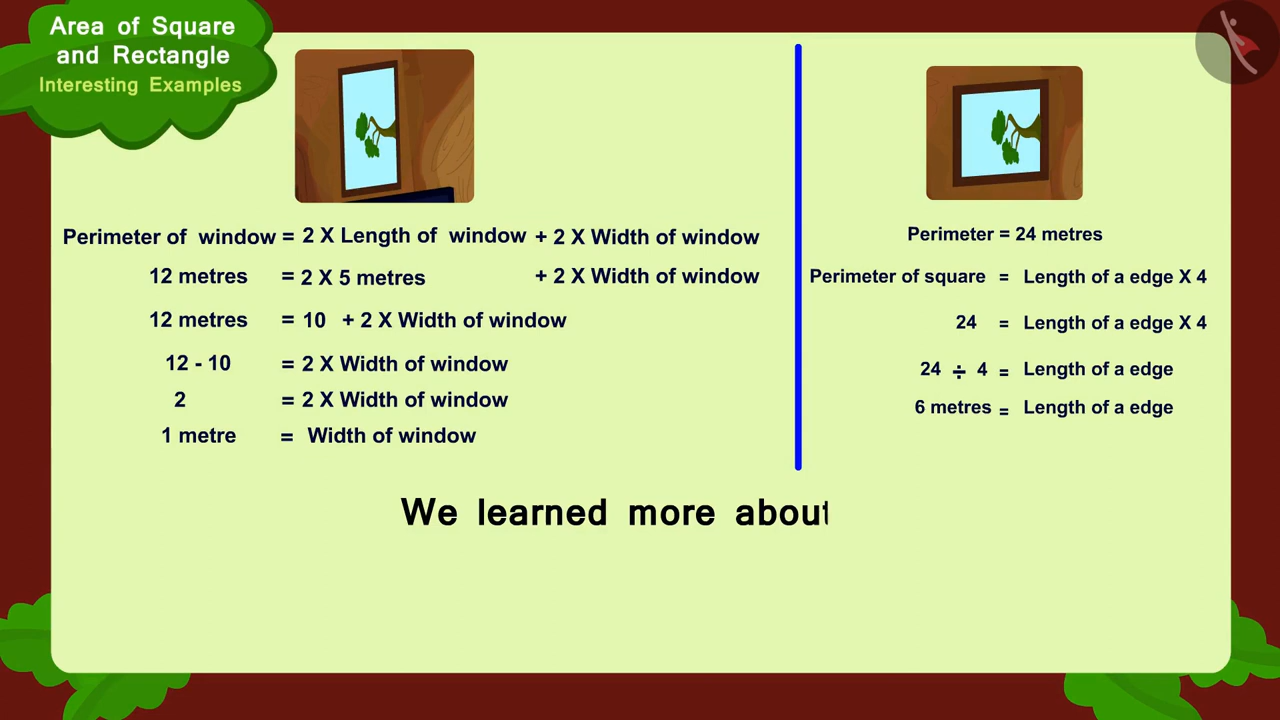 Area of Square
and Rectangle
Interesting Examples
Perimeter of window = 2 X Length of window + 2 X Width of window
12 metres = 2 X 5 metres + 2 X Width of window
12 metres = 10 + 2 X Width of window
12 - 10 = 2 X Width of window
2 = 2 X Width of window
1 metre = Width of window
Perimeter = 24 metres
Perimeter of square = Length of a edge X 4
24 = Length of a edge X 4
24 ÷ 4 = Length of a edge
6 metres = Length of a edge
We learned more about